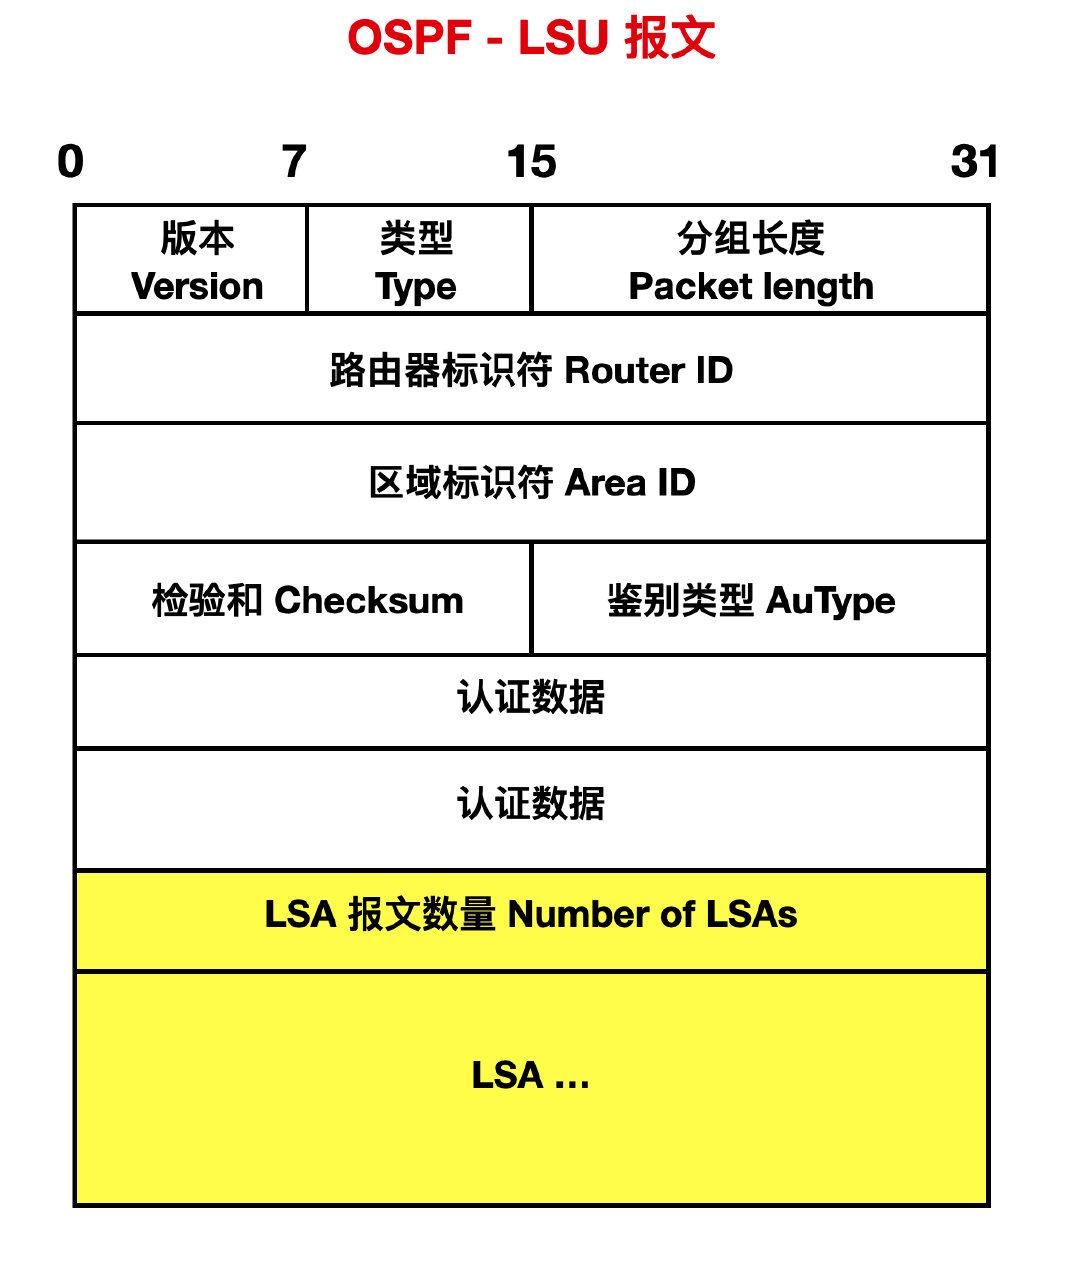 OSPF - LSU 报文
0 7 15 31
版本 类型 分组长度
Version Type Packet length
路由器标识符 Router ID
区域标识符 Area ID
检验和 Checksum 鉴别类型 AuType
认证数据
认证数据
LSA 报文数量 Number of LSAs
LSA ...